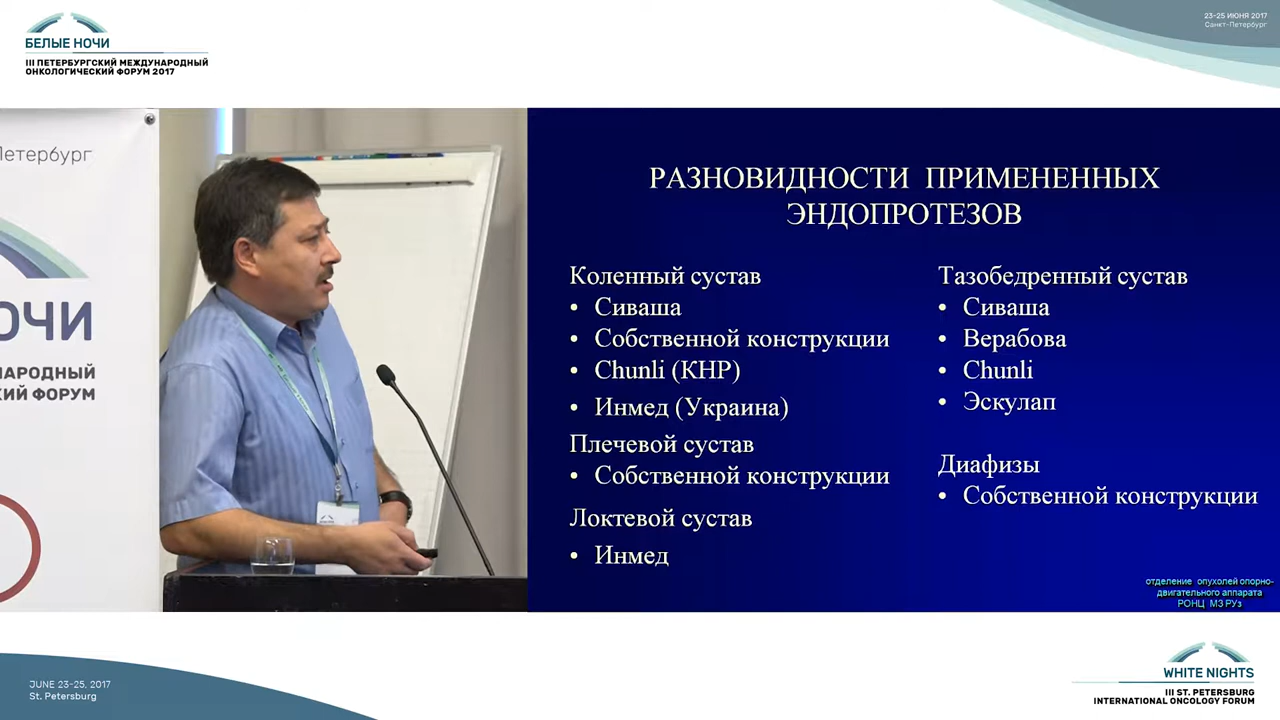 БЕЛЫЕ НОЧИ
III ПЕТЕРБУРГСКИЙ МЕЖДУНАРОДНЫЙ
ОНКОЛОГИЧЕСКИЙ ФОРУМ 2017
23-25 ИЮНЯ 2017
Санкт-Петербург
Петербург
ОЧИ
НАРОДНЫЙ
КИЙ ФОРУМ
РАЗНОВИДНОСТИ ПРИМЕНЕННЫХ
ЭНДОПРОТЕЗОВ
Коленный сустав
• Сиваша
• Собственной конструкции
• Chunli (КНР)
• Инмед (Украина)
Плечевой сустав
• Собственной конструкции
Локтевой сустав
• Инмед
Тазобедренный сустав
• Сиваша
• Верабова
• Chunli
• Эскулап
Диафизы
• Собственной конструкции
отделение опухолей опорно-
двигательного аппарата
РОНЦ МЗ РУз
JUNE 23-25, 2017
St. Petersburg
WHITE NIGHTS
III ST. PETERSBURG
INTERNATIONAL ONCOLOGY FORUM